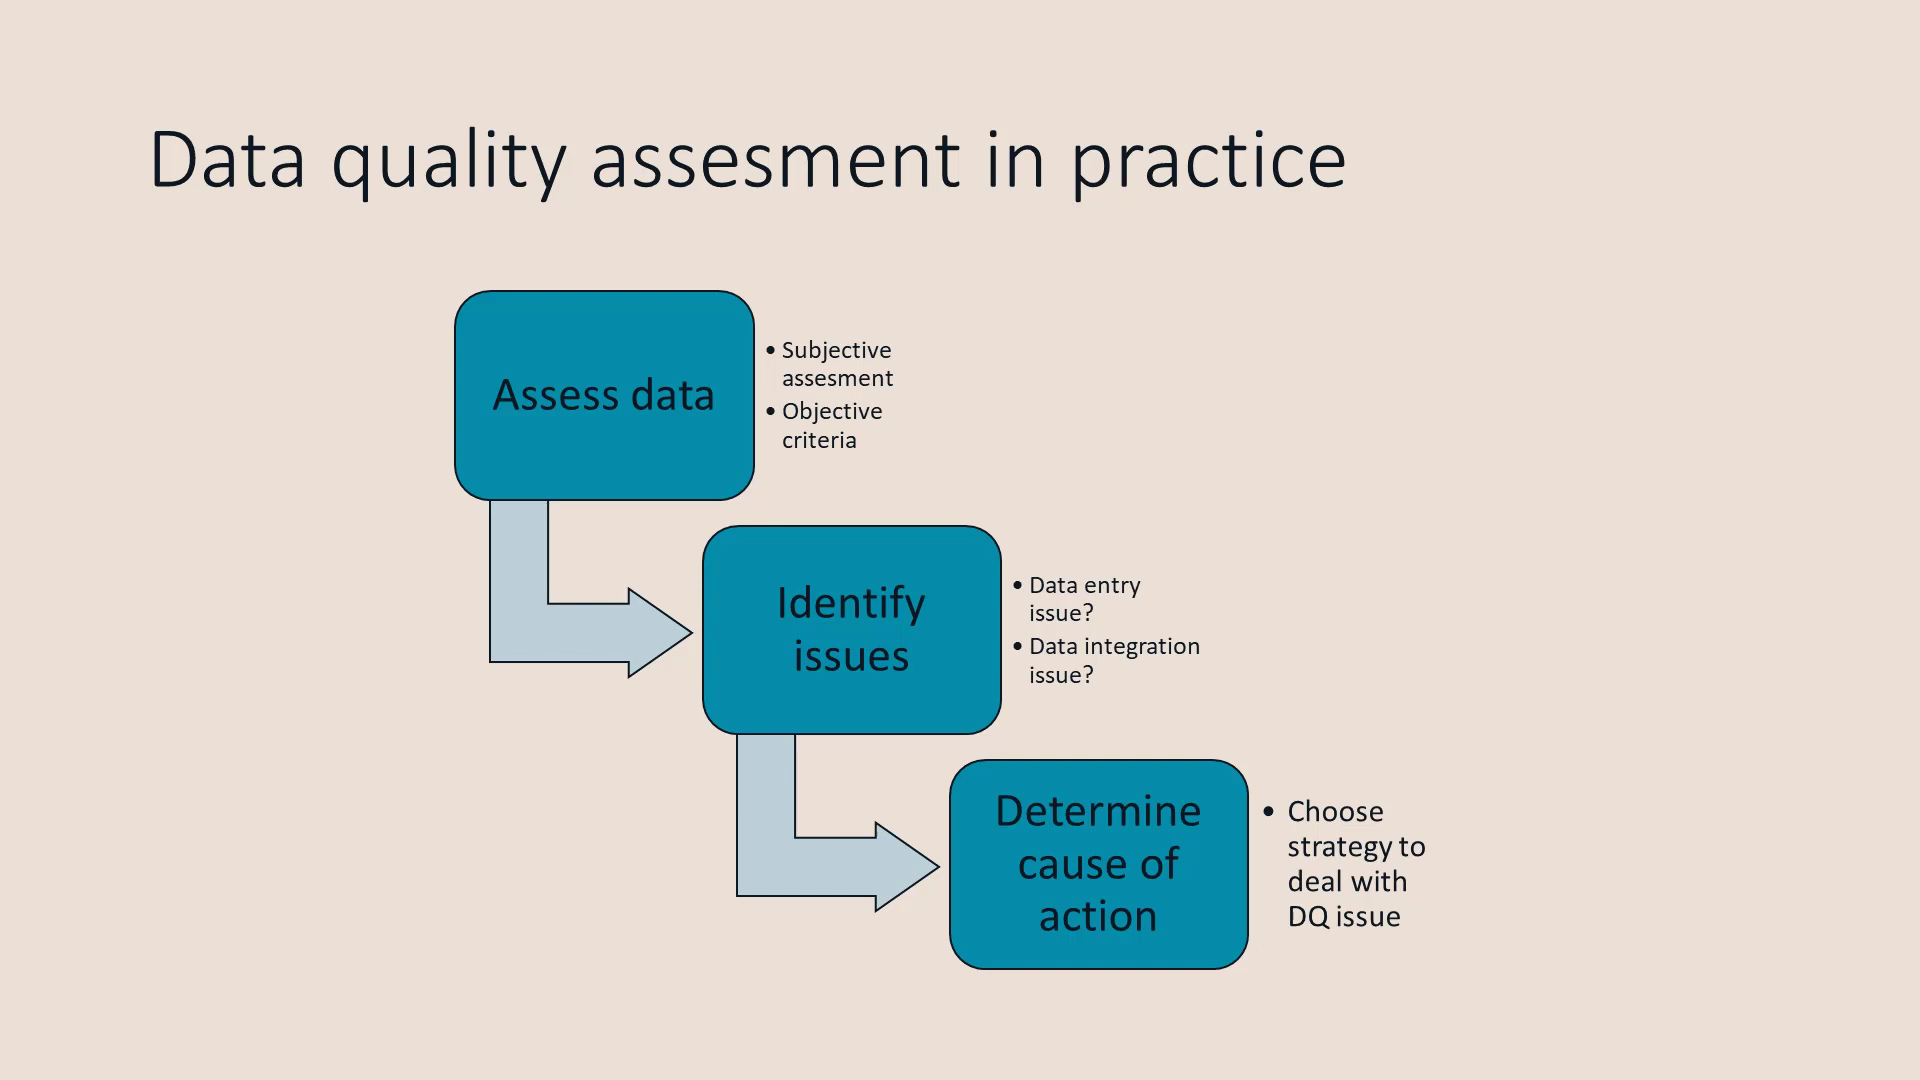 Data quality assesment in practice
Assess data
• Subjective
assesment
• Objective
criteria
Identify
issues
• Data entry
issue?
• Data integration
issue?
Determine
cause of
action
• Choose
strategy to
deal with
DQ issue